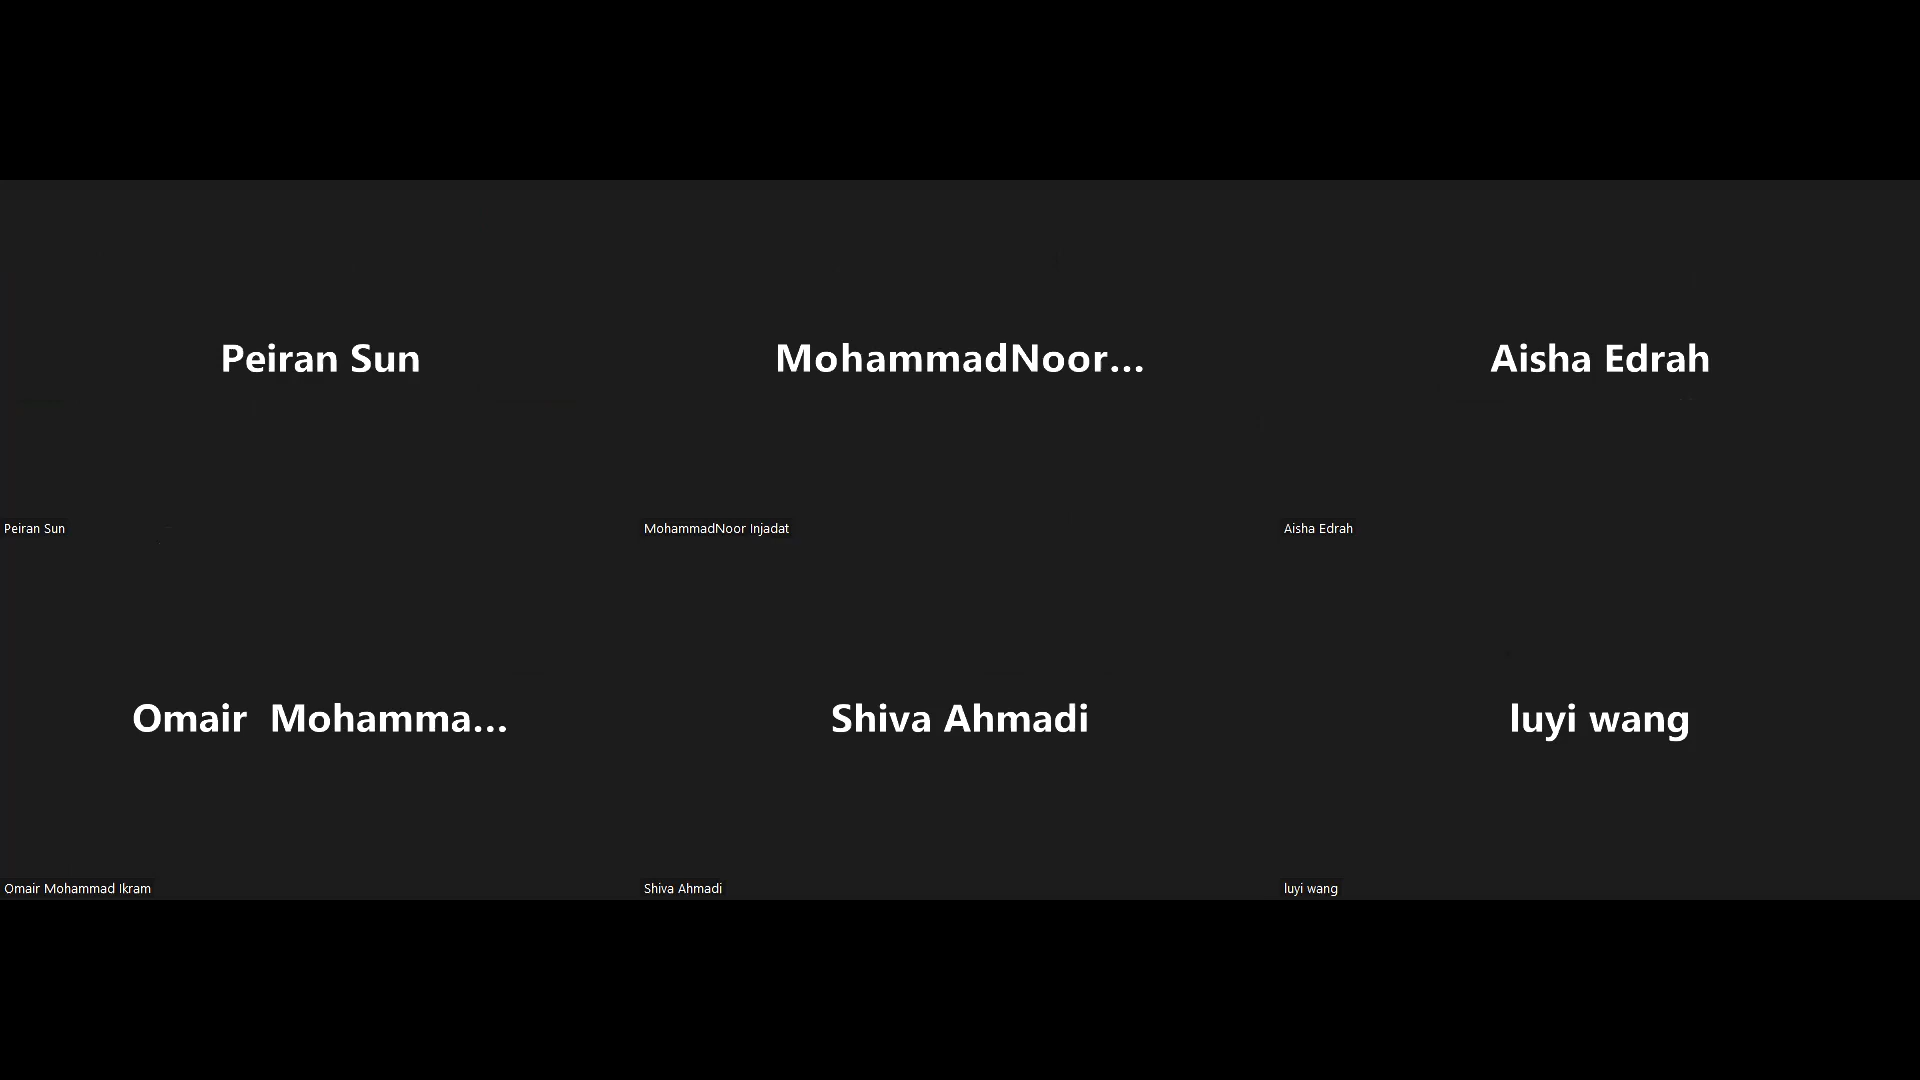 Peiran Sun
MohammadNoor...
Aisha Edrah
Peiran Sun
MohammadNoor Injadat
Aisha Edrah
Omair  Mohamma...
Shiva Ahmadi
luyi wang
Omair Mohammad Ikram
Shiva Ahmadi
luyi wang